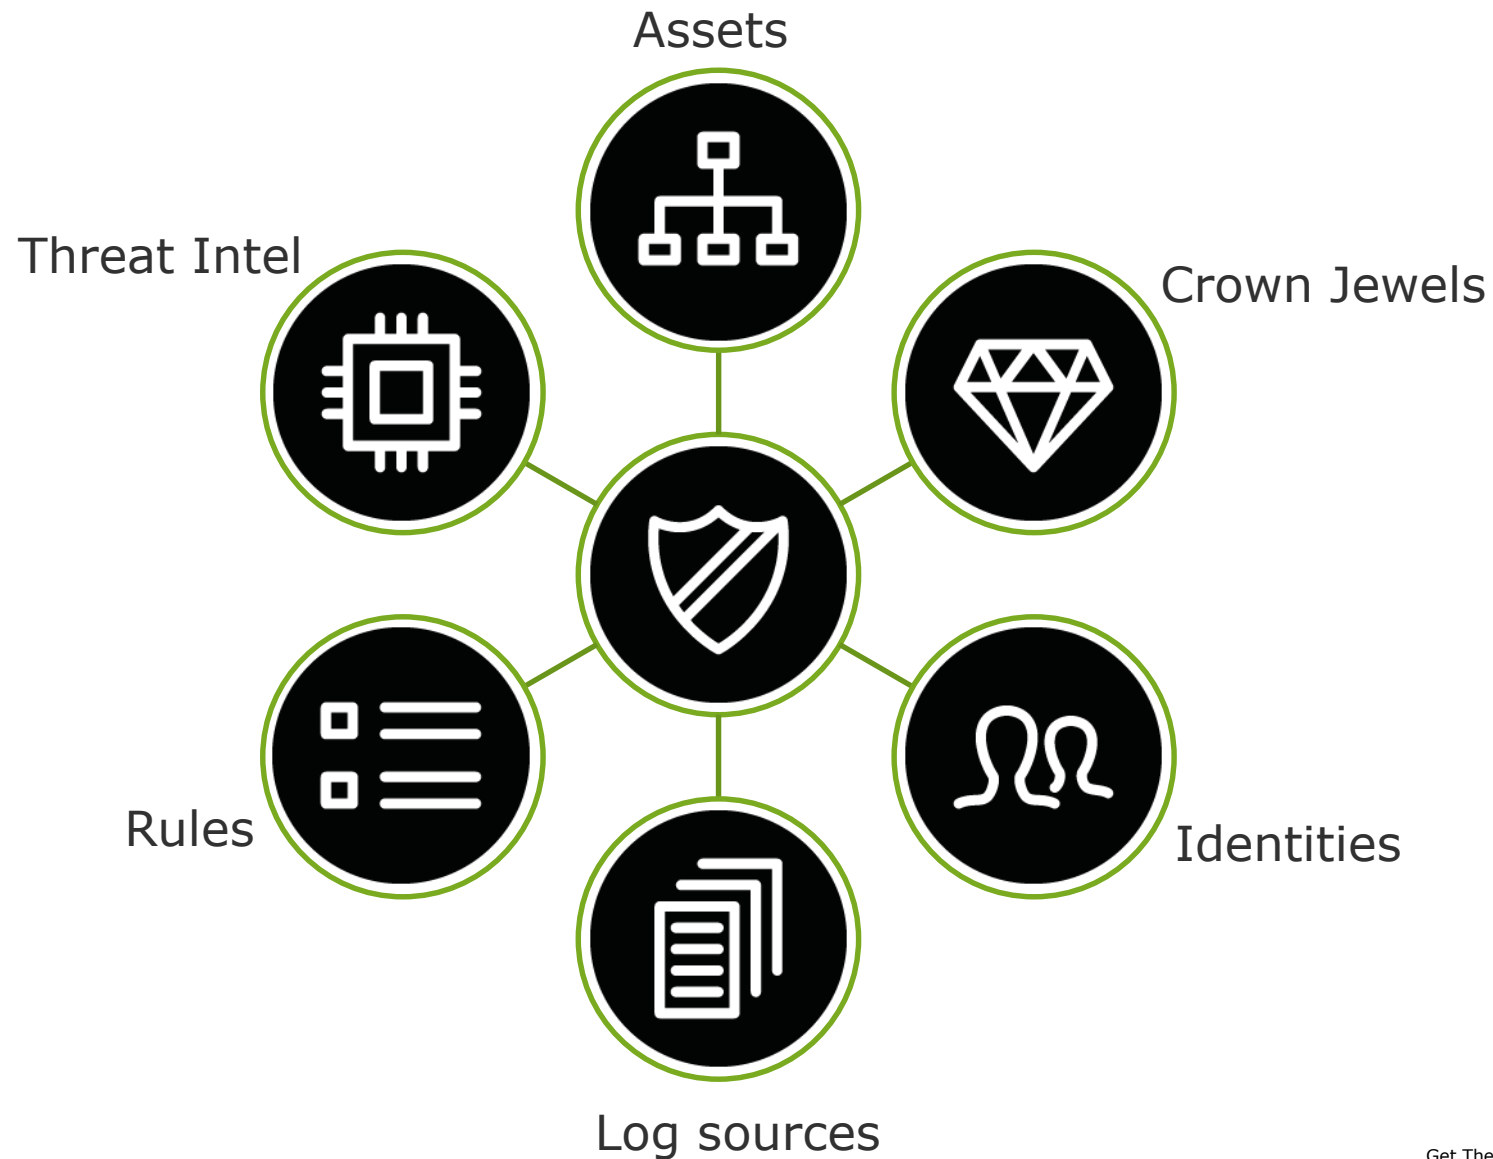 Assets
Threat Intel
Crown Jewels
Rules
Identities
Log sources
Get The